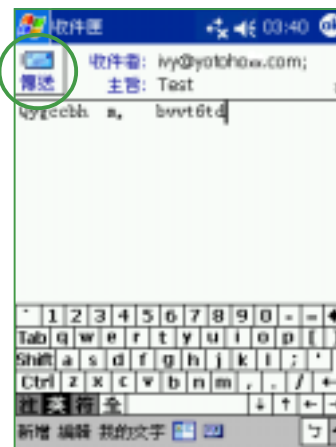 收件匣 03:40 ok
傳送
收件者: ivy@yotoho.com;
主旨: Test
bvvt6td
` 1 2 3 4 5 6 7 8 9 0 - =
Tab q w e r t y u i o p [ ]
Shift a s d f g h j k l ; '
Ctrl z x c v b n m , . /
注 英 符 全 ↓ ↑ ←
新增 編輯 我的文字